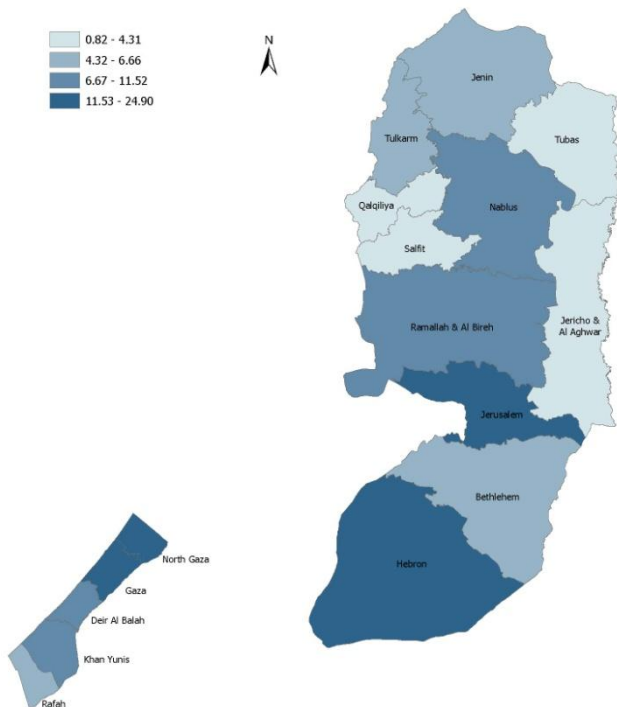 0.82 - 4.31
4.32 - 6.66
6.67 - 11.52
11.53 - 24.90
N
Jenin
Tulkarm
Tubas
Qalqiliya
Nablus
Salfit
Ramallah & Al Bireh
Jericho &
Al Aghwar
Jerusalem
Bethlehem
Hebron
North Gaza
Gaza
Deir Al Balah
Khan Yunis
Rafah